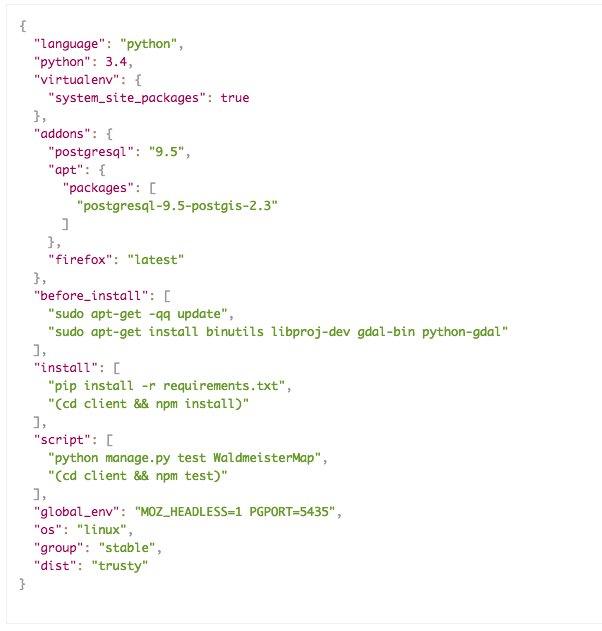 {
  "language": "python",
  "python": 3.4,
  "virtualenv": {
    "system_site_packages": true
  },
  "addons": {
    "postgresql": "9.5",
    "apt": {
      "packages": [
        "postgresql-9.5-postgis-2.3"
      ]
    },
    "firefox": "latest"
  },
  "before_install": [
    "sudo apt-get -qq update",
    "sudo apt-get install binutils libproj-dev gdal-bin python-gdal"
  ],
  "install": [
    "pip install -r requirements.txt",
    "(cd client && npm install)"
  ],
  "script": [
    "python manage.py test WaldmeisterMap",
    "(cd client && npm test)"
  ],
  "global_env": "MOZ_HEADLESS=1 PGPORT=5435",
  "os": "linux",
  "group": "stable",
  "dist": "trusty"
}